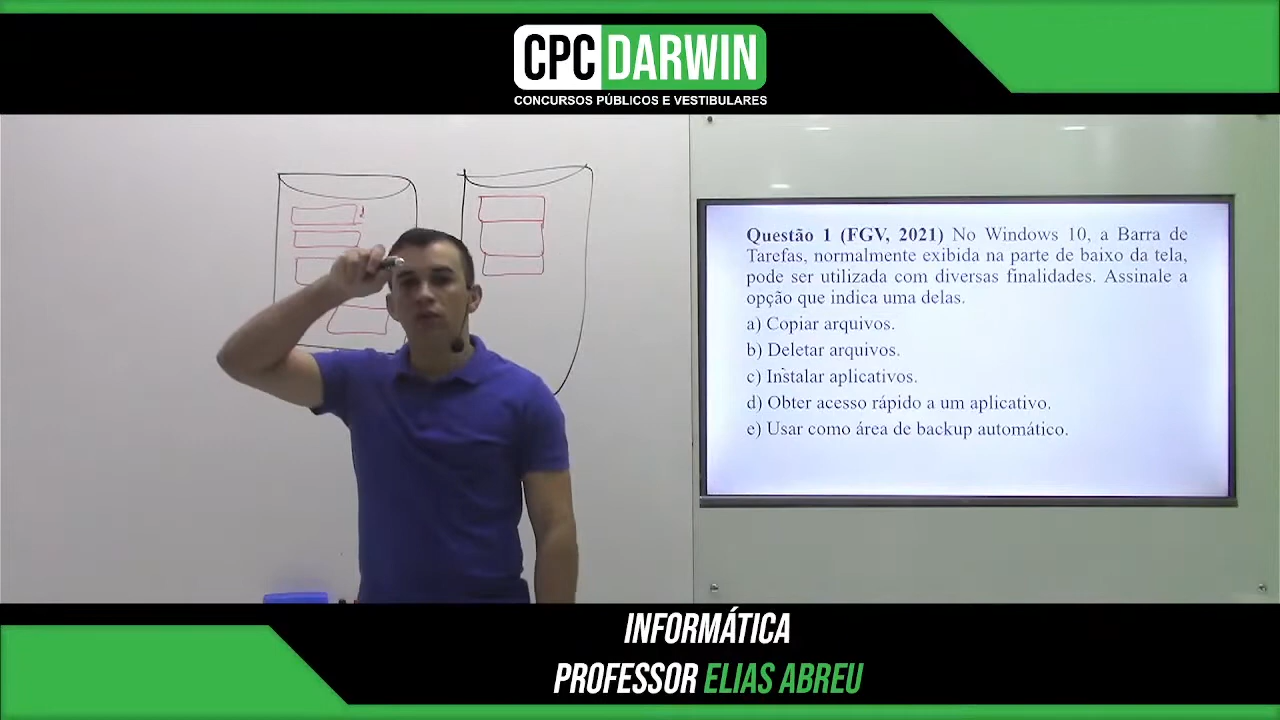 CPC DARWIN
CONCURSOS PÚBLICOS E VESTIBULARES
Questão 1 (FGV, 2021) No Windows 10, a Barra de
Tarefas, normalmente exibida na parte de baixo da tela,
pode ser utilizada com diversas finalidades. Assinale a
opção que indica uma delas.
a) Copiar arquivos.
b) Deletar arquivos.
c) Instalar aplicativos.
d) Obter acesso rápido a um aplicativo.
e) Usar como área de backup automático.
INFORMÁTICA
PROFESSOR ELIAS ABREU